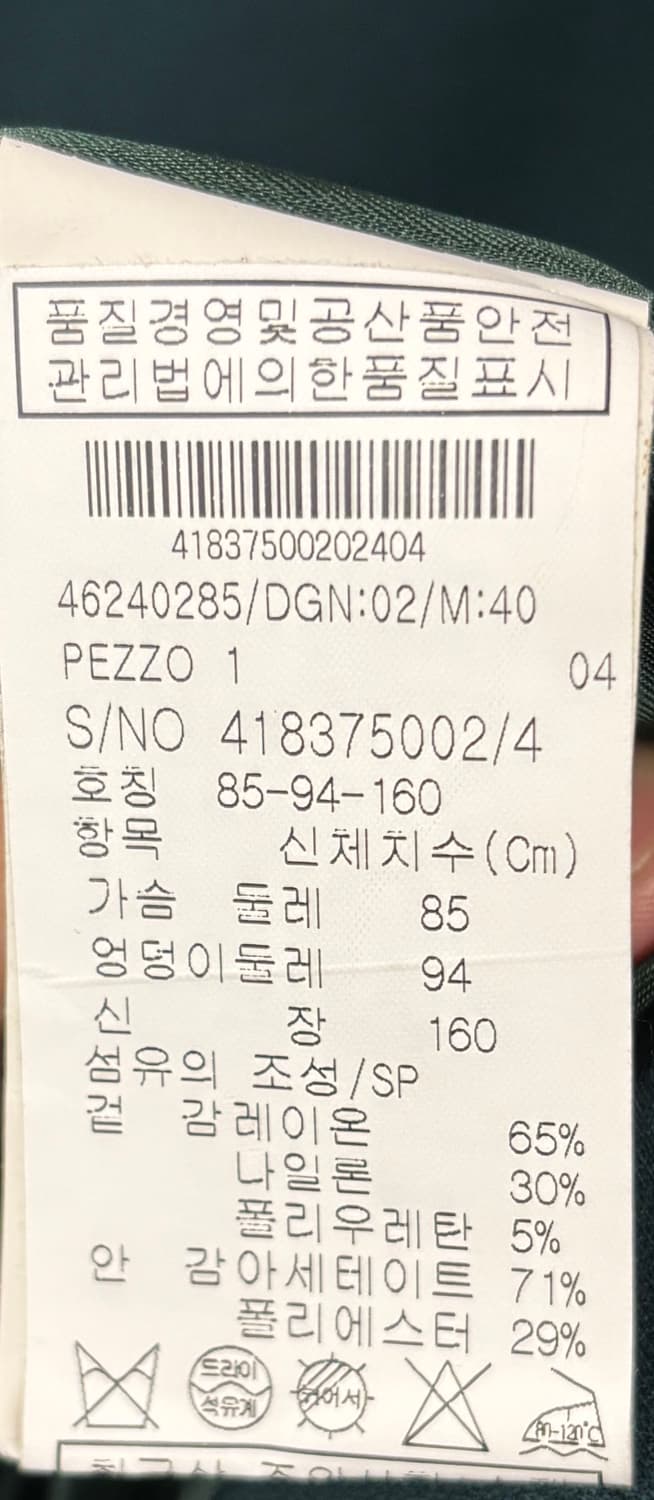 품질경영및공산품안전
관리법에의한품질표시
41837500202404
46240285/DGN:02/M:40
PEZZO 1 04
S/NO 418375002/4
호칭 85-94-160
항목 신체치수(Cm)
가슴 둘레 85
엉덩이둘레 94
신 장 160
섬유의 조성/SP
겉 감 레이온 65%
나일론 30%
폴리우레탄 5%
안 감 아세테이트 71%
폴리에스터 29%
드라이
석유계
80-120°C